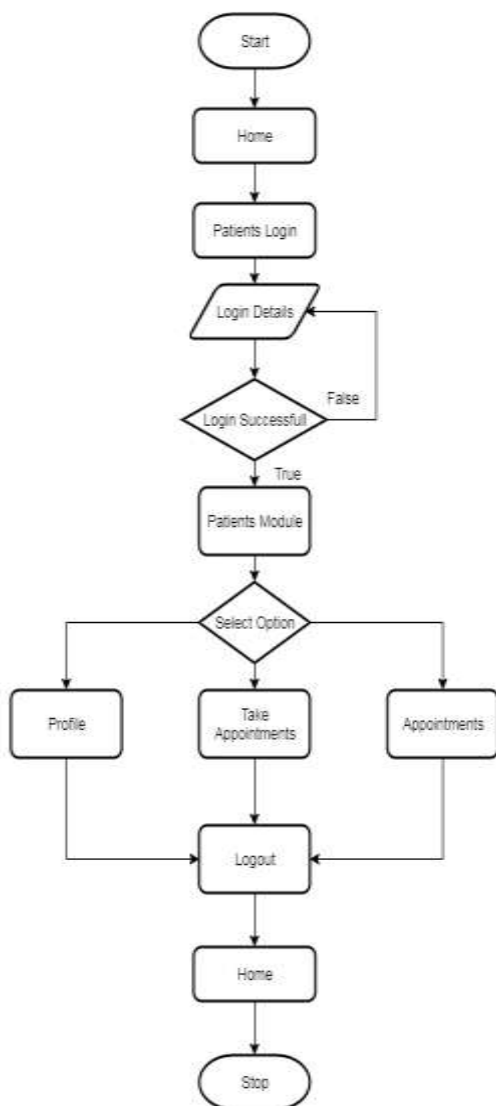 Start
Home
Patients Login
Login Details
False
Login Successfull
True
Patients Module
Select Option
Profile
Take
Appointments
Appointments
Logout
Home
Stop